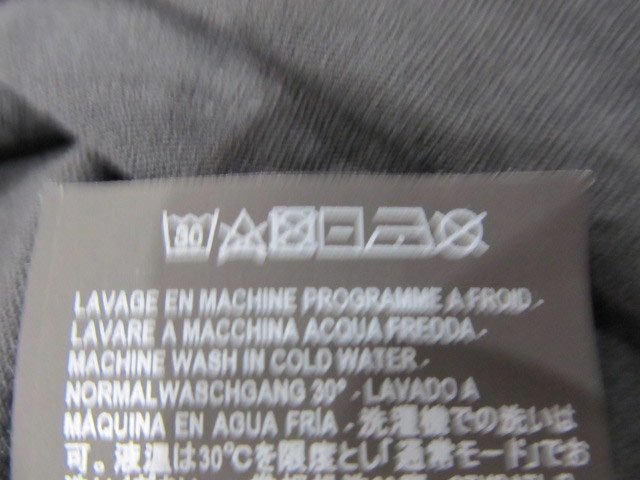 30
LAVAGE EN MACHINE PROGRAMME A FROID.
LAVARE A MACCHINA ACQUA FREDDA.
MACHINE WASH IN COLD WATER.
NORMALWASCHGANG 30°. LAVADO A
MÁQUINA EN AGUA FRÍA. 洗濯機での洗いは
可。液温は30℃を限度とし「通常モード」でお